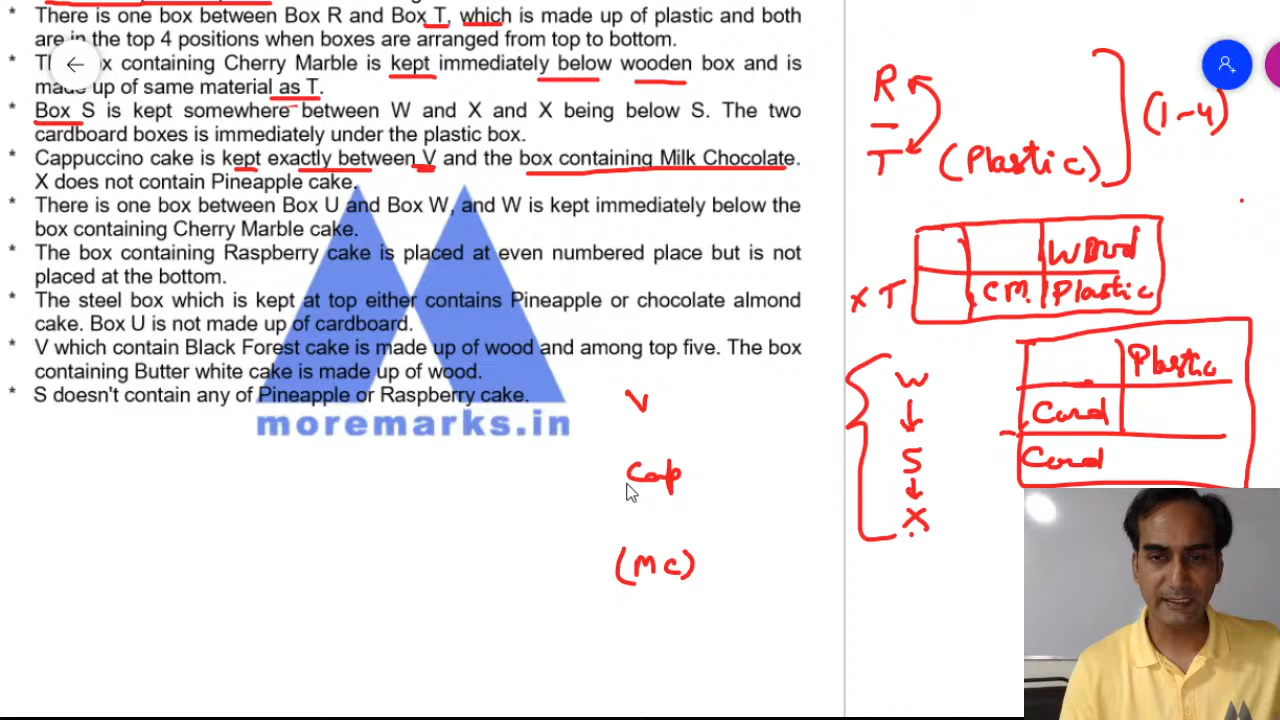 * There is one box between Box R and Box T, which is made up of plastic and both
are in the top 4 positions when boxes are arranged from top to bottom.
* containing Cherry Marble is kept immediately below wooden box and is
made up of same material as T.
* Box S is kept somewhere between W and X and X being below S. The two
cardboard boxes is immediately under the plastic box.
* Cappuccino cake is kept exactly between V and the box containing Milk Chocolate.
X does not contain Pineapple cake.
* There is one box between Box U and Box W, and W is kept immediately below the
box containing Cherry Marble cake.
* The box containing Raspberry cake is placed at even numbered place but is not
placed at the bottom.
* The steel box which is kept at top either contains Pineapple or chocolate almond
cake. Box U is not made up of cardboard.
* V which contain Black Forest cake is made up of wood and among top five. The box
containing Butter white cake is made up of wood.
* S doesn't contain any of Pineapple or Raspberry cake.
moremarks.in
V
Cap
(MC)
R
T (Plastic)
(1-4)
Wood
X T C M. Plastic
Plastic
Card
Card
W
S
X